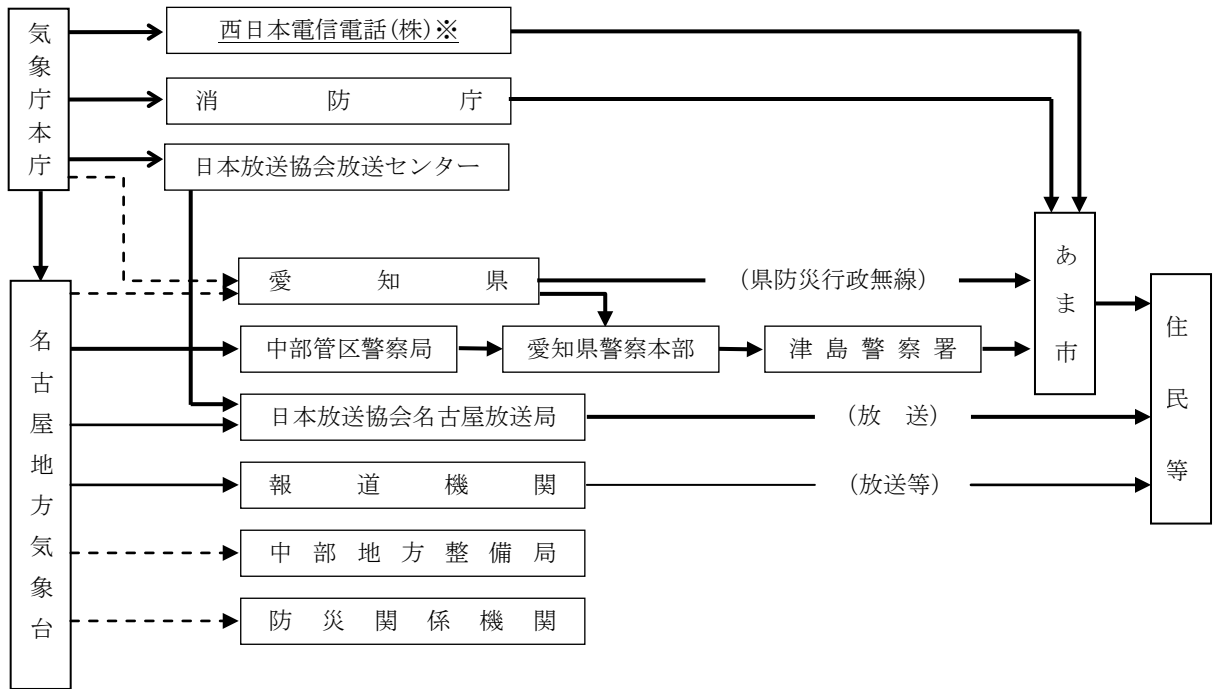 気象庁本庁
西日本電信電話(株)※
消防庁
日本放送協会放送センター
愛知県
(県防災行政無線)
あま市
住民等
名古屋地方気象台
中部管区警察局
愛知県警察本部
津島警察署
日本放送協会名古屋放送局
(放 送)
報道機関
(放送等)
中部地方整備局
防災関係機関